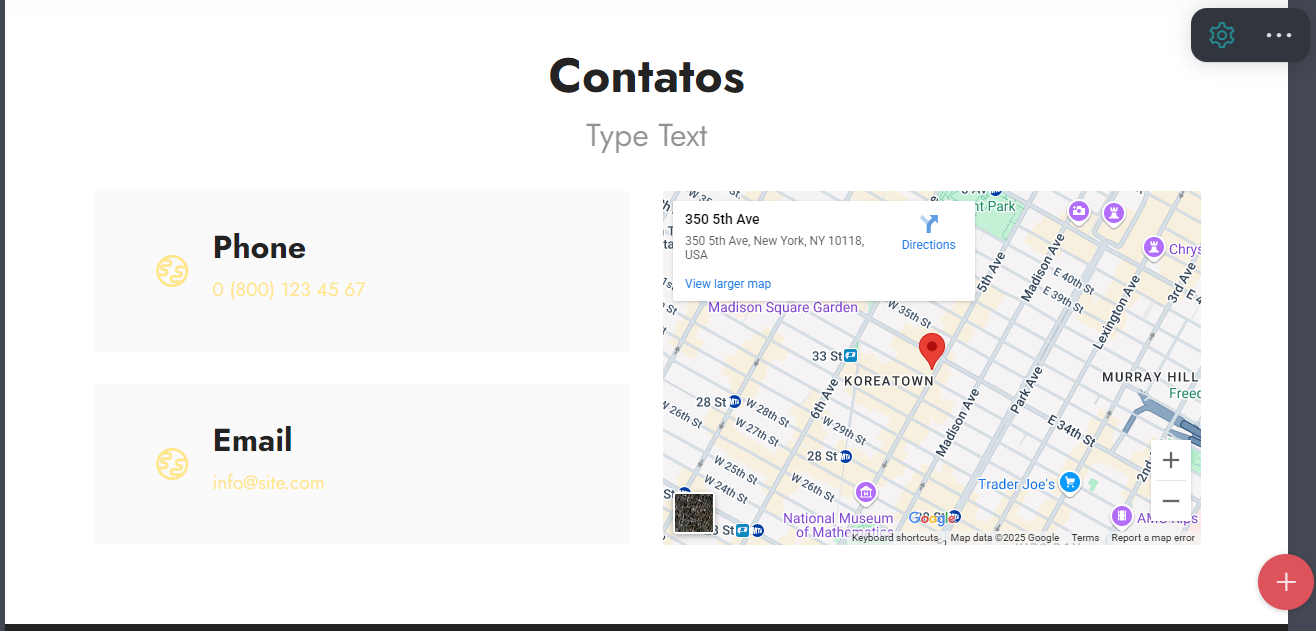 Contatos
Type Text
Phone
0 (800) 123 45 67
Email
info@site.com
350 5th Ave
350 5th Ave, New York, NY 10118,
USA
Directions
View larger map
Madison Square Garden
W 35th St
5th Ave
Madison Ave
E 40th St
E 39th St
Lexington Ave
3rd Ave
33 St
KOREATOWN
MURRAY HILL
6th Ave
Madison Ave
Park Ave
E 34th St
28 St
W 28th St
W 27th St
W 26th St
W 29th St
28 St
W 25th St
W 24th St
W 26th St
Trader Joe's
National Museum
of Mathematics
Google
Keyboard shortcuts
Map data ©2025 Google
Terms
Report a map error